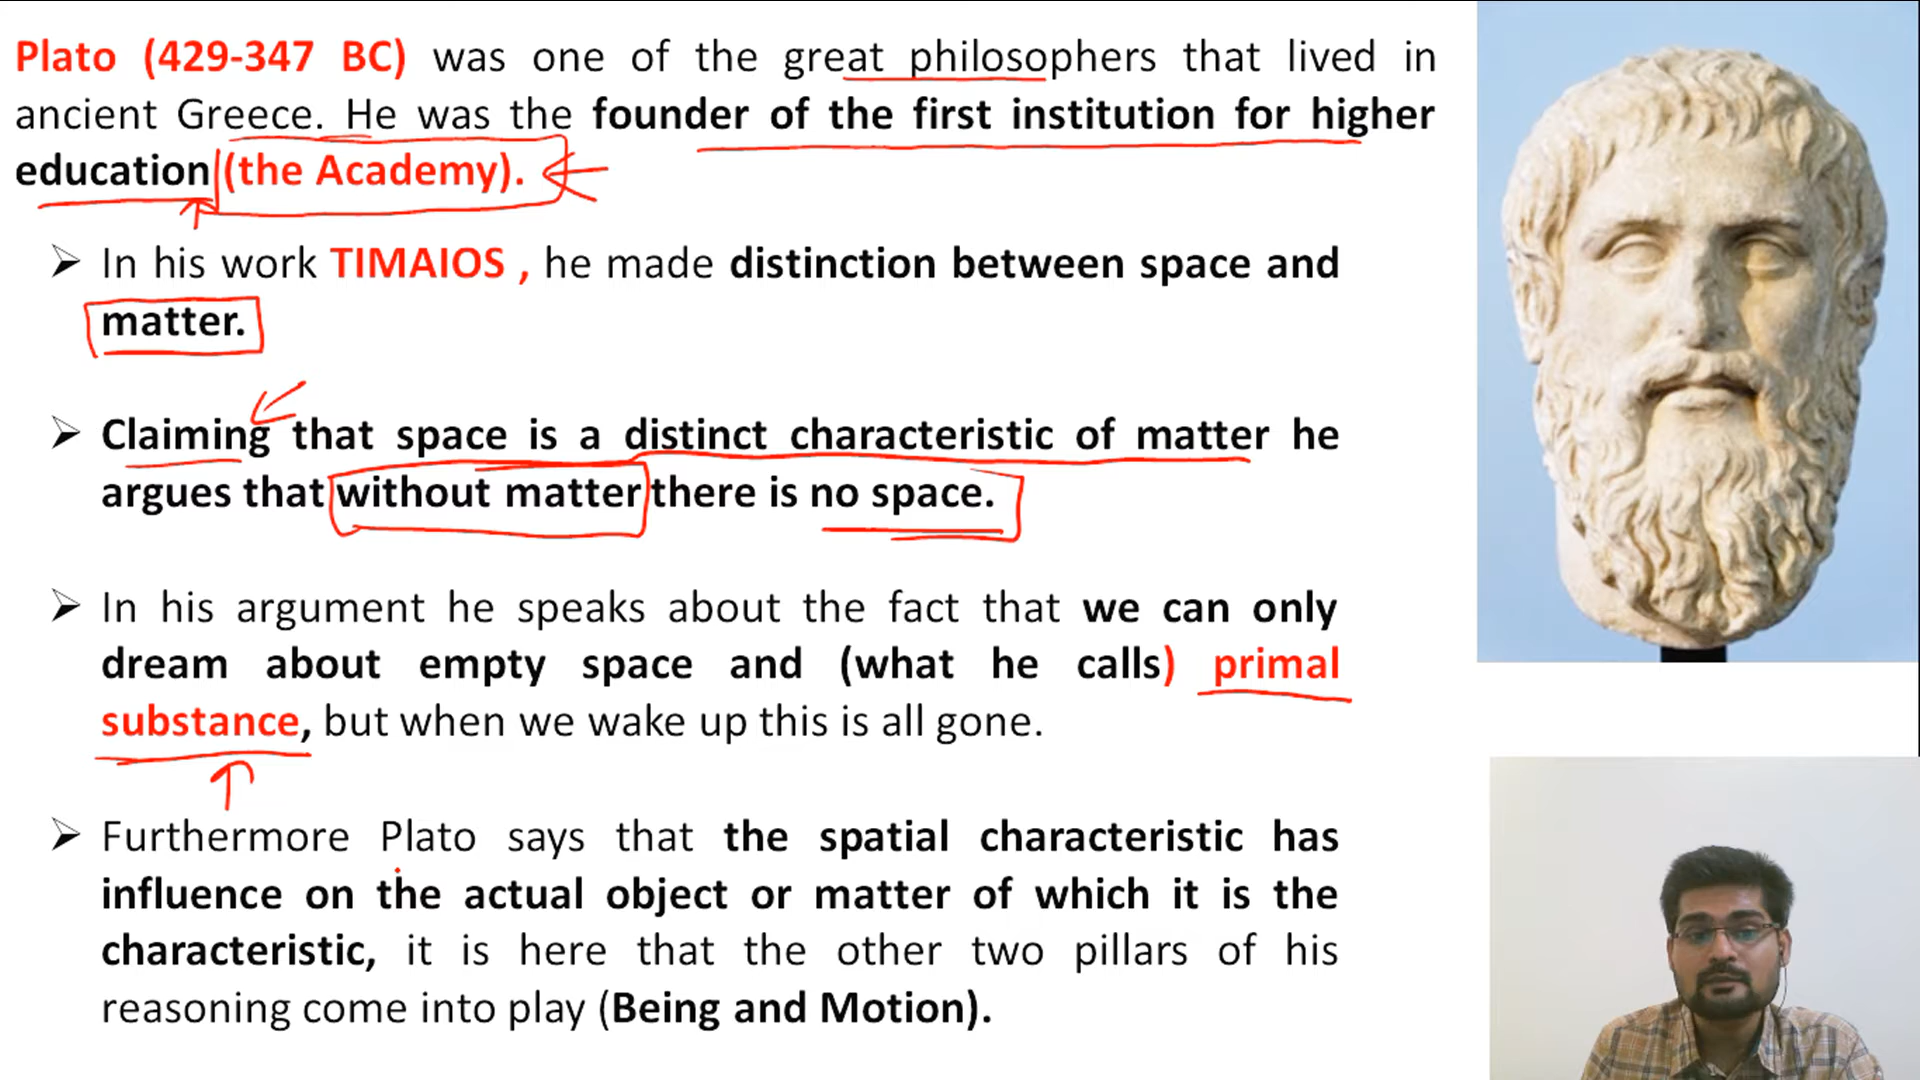 Plato (429-347 BC) was one of the great philosophers that lived in
ancient Greece. He was the founder of the first institution for higher
education (the Academy).
➢ In his work TIMAIOS , he made distinction between space and
matter.
➢ Claiming that space is a distinct characteristic of matter he
argues that without matter there is no space.
➢ In his argument he speaks about the fact that we can only
dream about empty space and (what he calls) primal
substance, but when we wake up this is all gone.
➢ Furthermore Plato says that the spatial characteristic has
influence on the actual object or matter of which it is the
characteristic, it is here that the other two pillars of his
reasoning come into play (Being and Motion).